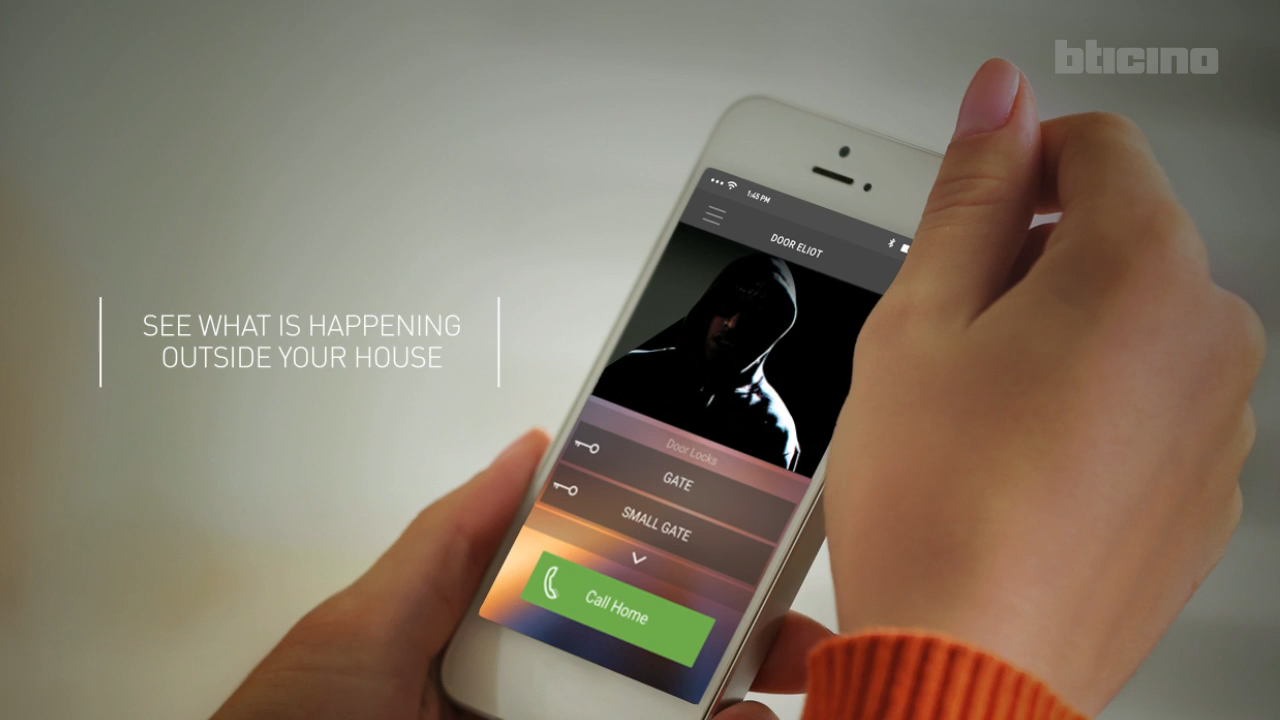 bticino
SEE WHAT IS HAPPENING
OUTSIDE YOUR HOUSE
1:45 PM
DOOR ELIOT
Door Locks
GATE
SMALL GATE
Call Home